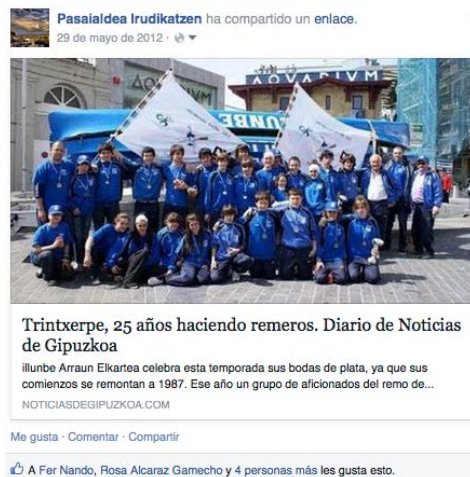 Pasaialdea Irudikatzen ha compartido un enlace.
29 de mayo de 2012 ·
AQVARIVM
AQVARIVM
UNBE
Trintxerpe, 25 años haciendo remeros. Diario de Noticias
de Gipuzkoa
illunbe Arraun Elkartea celebra esta temporada sus bodas de plata, ya que sus
comienzos se remontan a 1987. Ese año un grupo de aficionados del remo de...
NOTICIASDEGIPUZKOA.COM
Me gusta · Comentar · Compartir
A Fer Nando, Rosa Alcaraz Gamecho y 4 personas más les gusta esto.